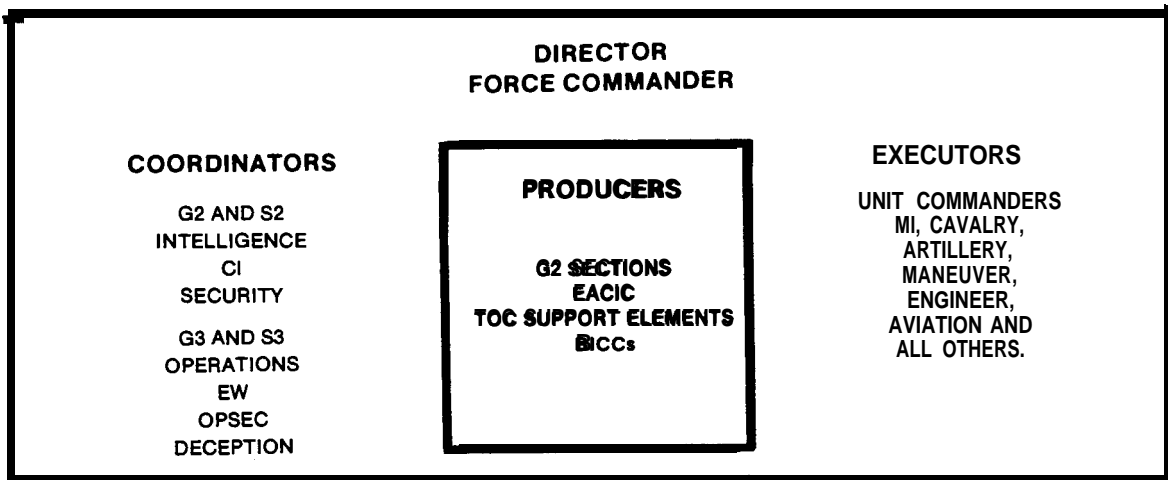 DIRECTOR
FORCE COMMANDER
COORDINATORS
G2 AND S2
INTELLIGENCE
CI
SECURITY
G3 AND S3
OPERATIONS
EW
OPSEC
DECEPTION
PRODUCERS
G2 SECTIONS
EACIC
TOC SUPPORT ELEMENTS
BICCs
EXECUTORS
UNIT COMMANDERS
MI, CAVALRY,
ARTILLERY,
MANEUVER,
ENGINEER,
AVIATION AND
ALL OTHERS.